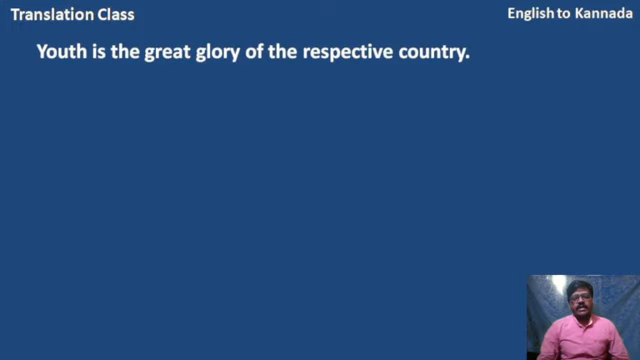 Translation Class
English to Kannada
Youth is the great glory of the respective country.